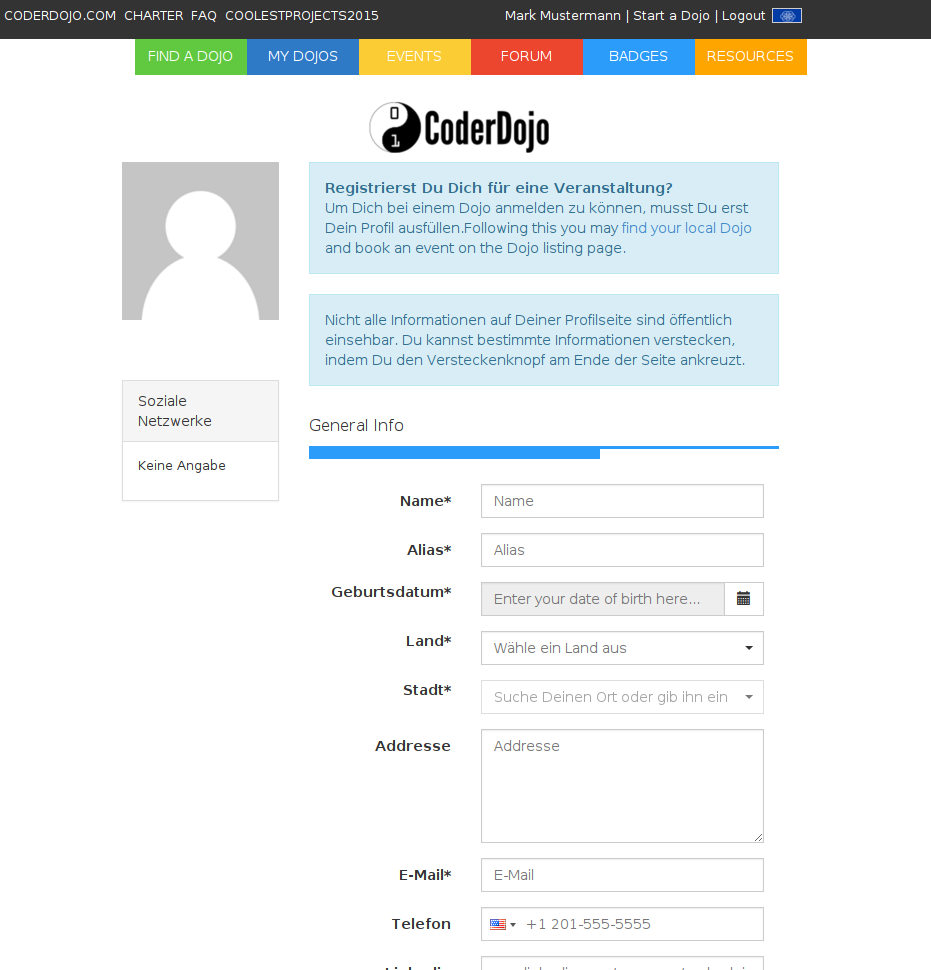 CODERDOJO.COM CHARTER FAQ COOLESTPROJECTS2015 Mark Mustermann | Start a Dojo | Logout
FIND A DOJO MY DOJOS EVENTS FORUM BADGES RESOURCES
0 1 CoderDojo
Registrierst Du Dich für eine Veranstaltung?
Um Dich bei einem Dojo anmelden zu können, musst Du erst
Dein Profil ausfüllen.Following this you may find your local Dojo
and book an event on the Dojo listing page.
Nicht alle Informationen auf Deiner Profilseite sind öffentlich
einsehbar. Du kannst bestimmte Informationen verstecken,
indem Du den Versteckenknopf am Ende der Seite ankreuzt.
Soziale
Netzwerke
Keine Angabe
General Info
Name* Name
Alias* Alias
Geburtsdatum* Enter your date of birth here...
Land* Wähle ein Land aus
Stadt* Suche Deinen Ort oder gib ihn ein
Addresse Addresse
E-Mail* E-Mail
Telefon +1 201-555-5555